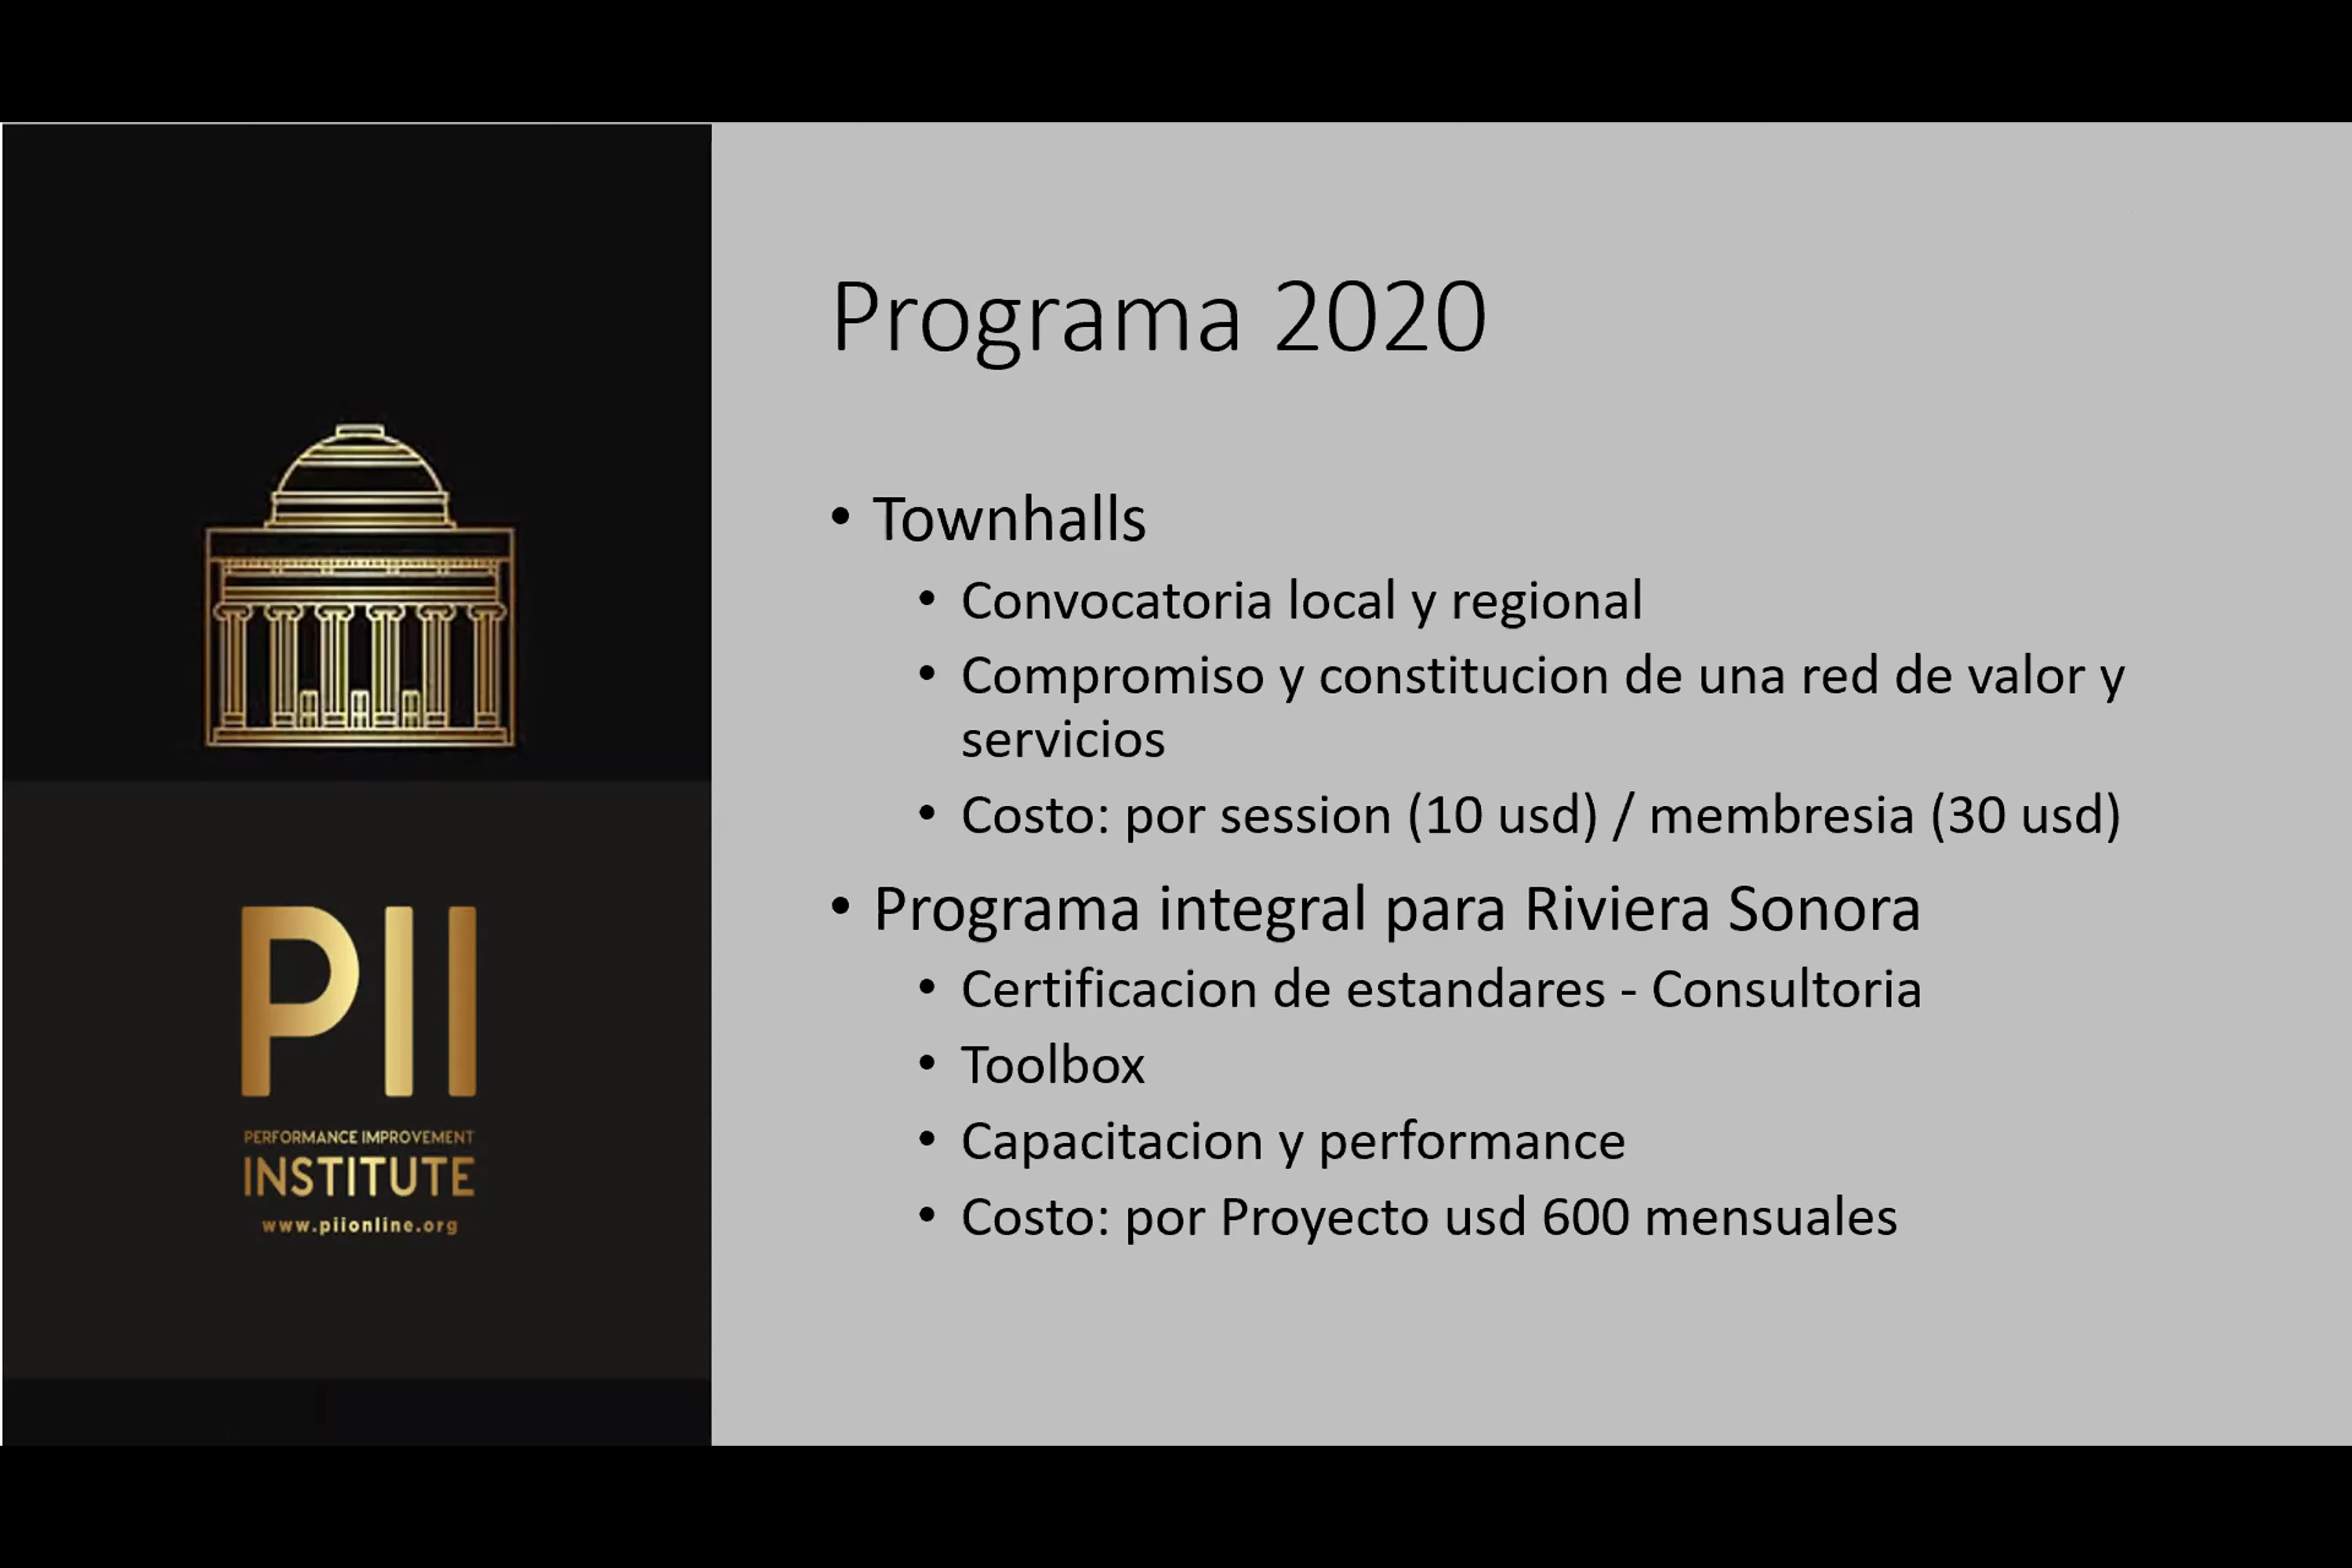 Programa 2020
• Townhalls
• Convocatoria local y regional
• Compromiso y constitucion de una red de valor y
servicios
• Costo: por session (10 usd) / membresia (30 usd)
• Programa integral para Riviera Sonora
• Certificacion de estandares - Consultoria
• Toolbox
• Capacitacion y performance
• Costo: por Proyecto usd 600 mensuales
PII
PERFORMANCE IMPROVEMENT
INSTITUTE
www.piionline.org